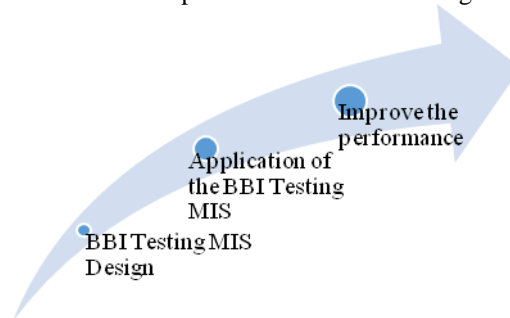 Improve the
performance
Application of
the BBI Testing
MIS
BBI Testing MIS
Design